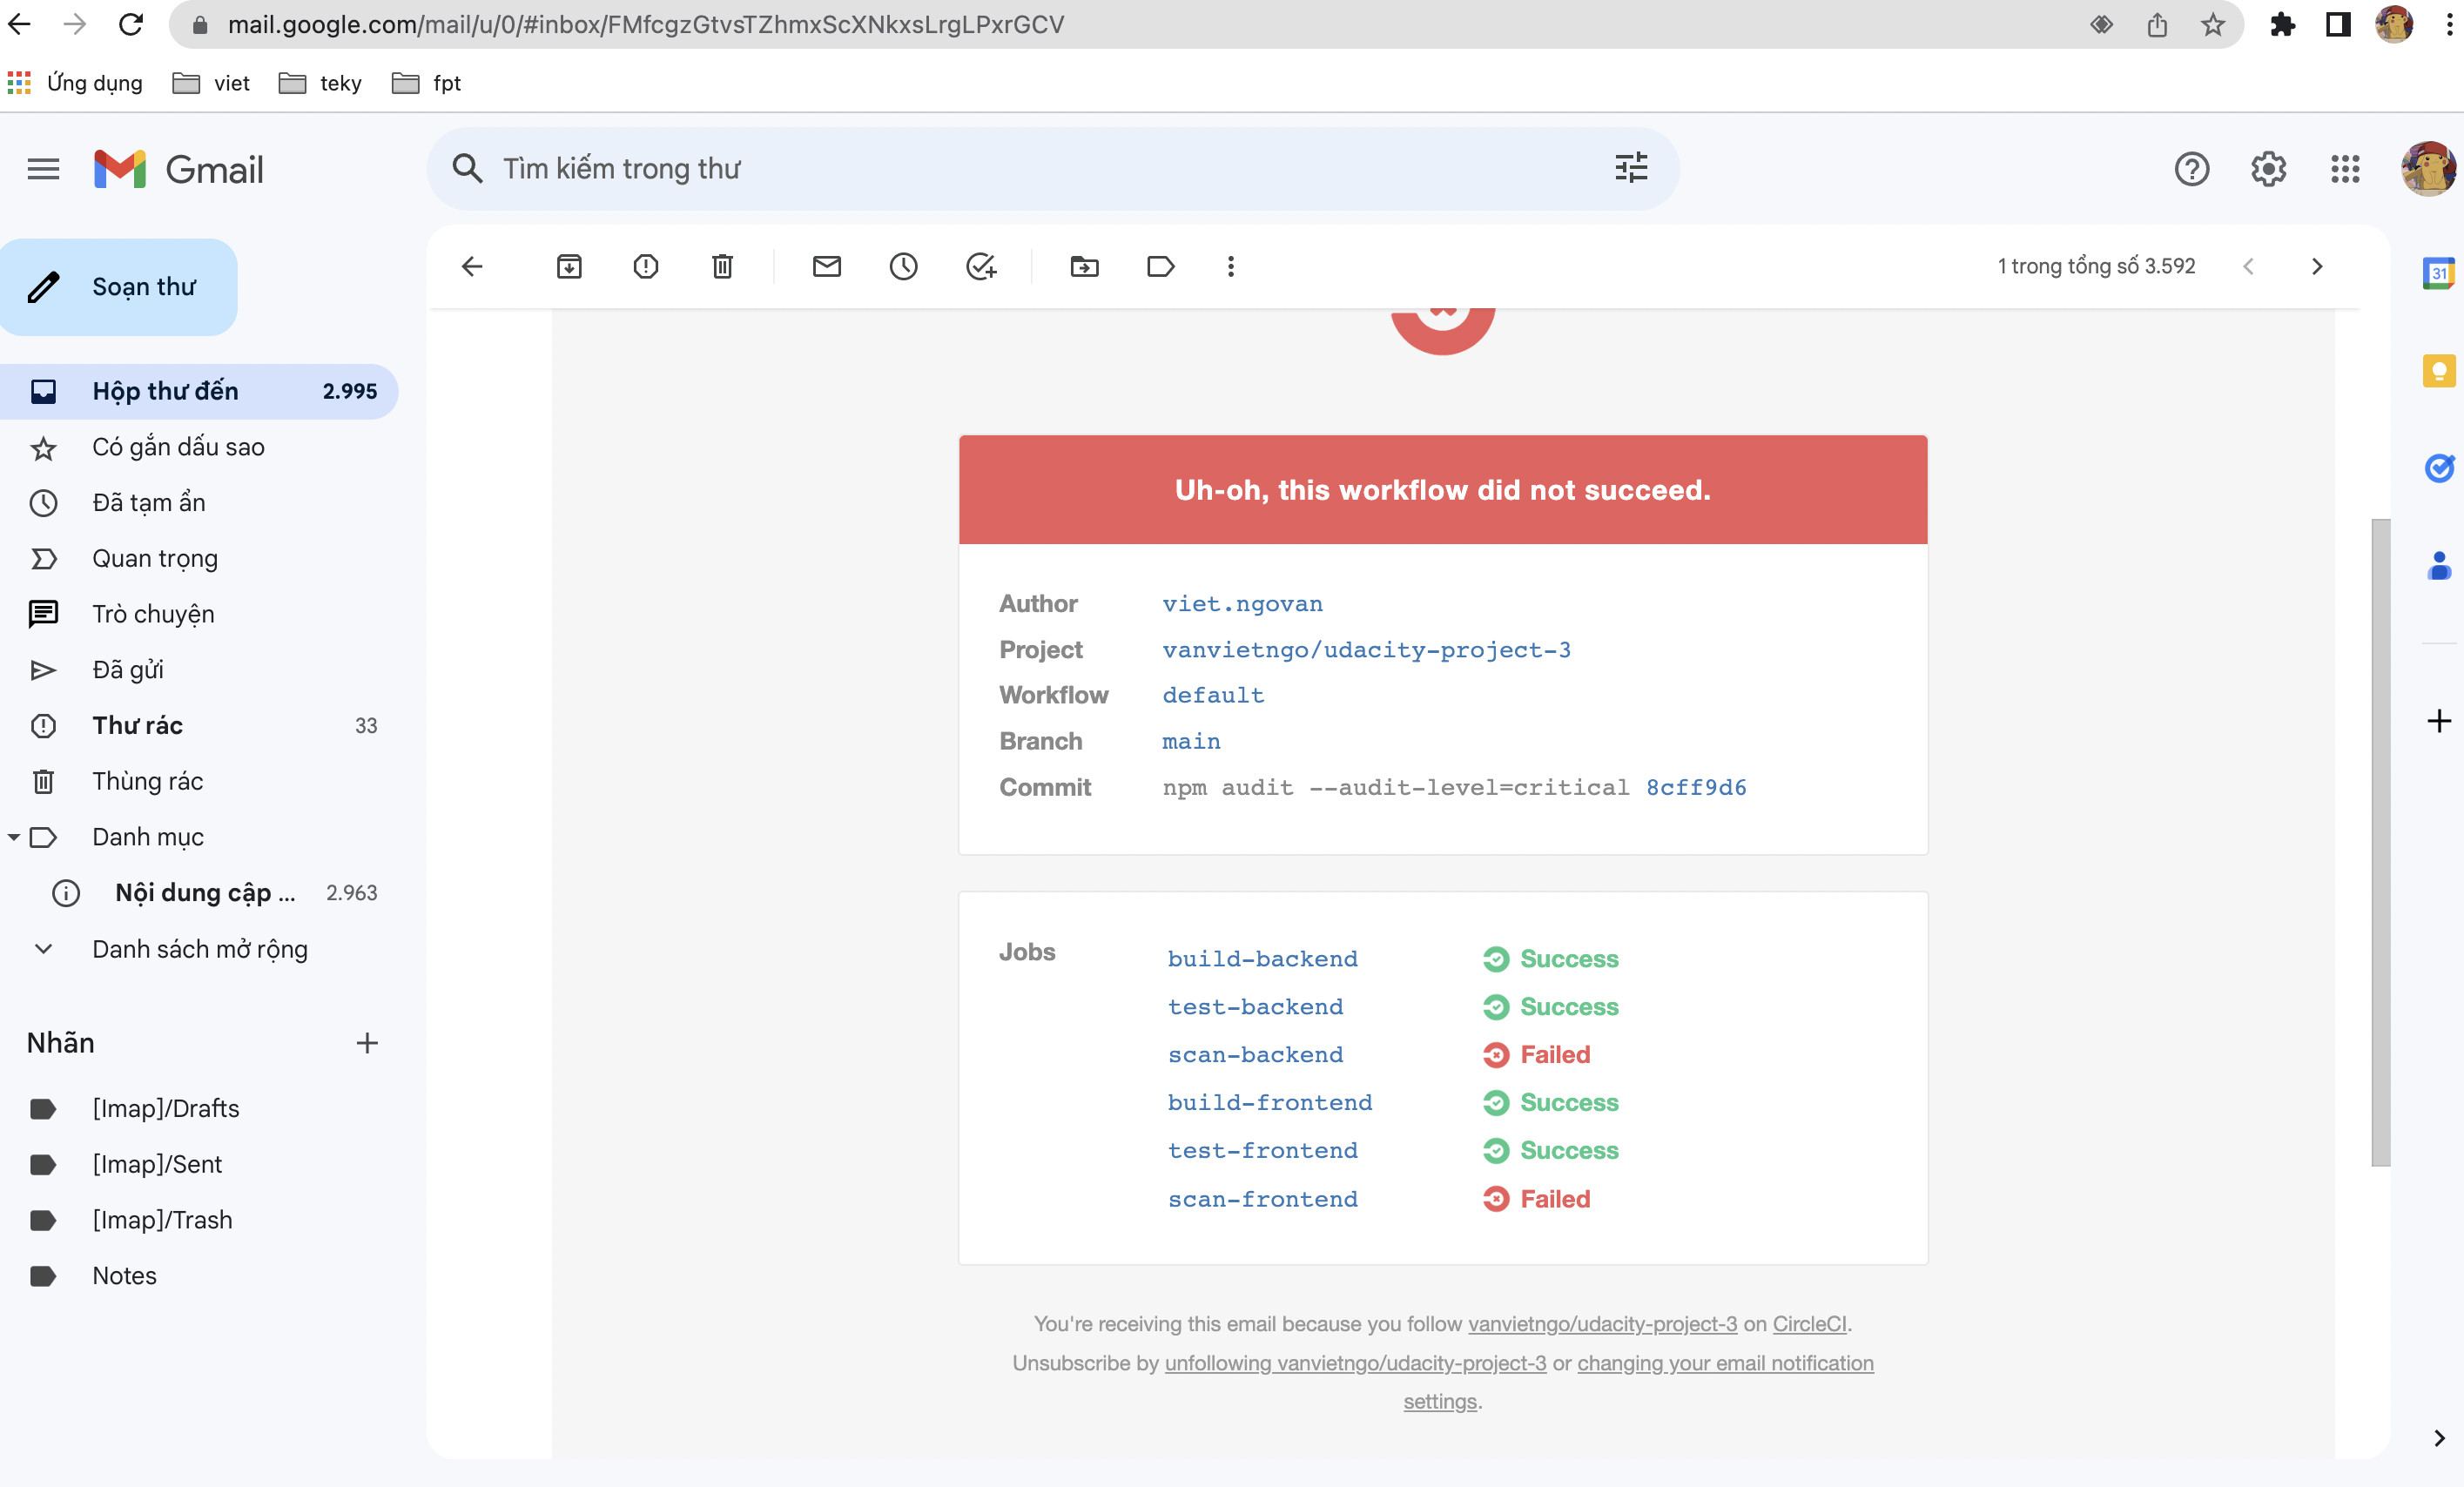 mail.google.com/mail/u/0/#inbox/FMfcgzGtvsTZhmxScXNkxsLrgLPxrGCV
Ứng dụng viet teky fpt
Gmail
Tìm kiếm trong thư
Soạn thư
1 trong tổng số 3.592
31
Hộp thư đến 2.995
Có gắn dấu sao
Đã tạm ẩn
Quan trọng
Trò chuyện
Đã gửi
Thư rác 33
Thùng rác
Danh mục
Nội dung cập ... 2.963
Danh sách mở rộng
Nhãn
[Imap]/Drafts
[Imap]/Sent
[Imap]/Trash
Notes
Uh-oh, this workflow did not succeed.
Author viet.ngovan
Project vanvietngo/udacity-project-3
Workflow default
Branch main
Commit npm audit --audit-level=critical 8cff9d6
Jobs build-backend Success
test-backend Success
scan-backend Failed
build-frontend Success
test-frontend Success
scan-frontend Failed
You're receiving this email because you follow vanvietngo/udacity-project-3 on CircleCI.
Unsubscribe by unfollowing vanvietngo/udacity-project-3 or changing your email notification
settings.